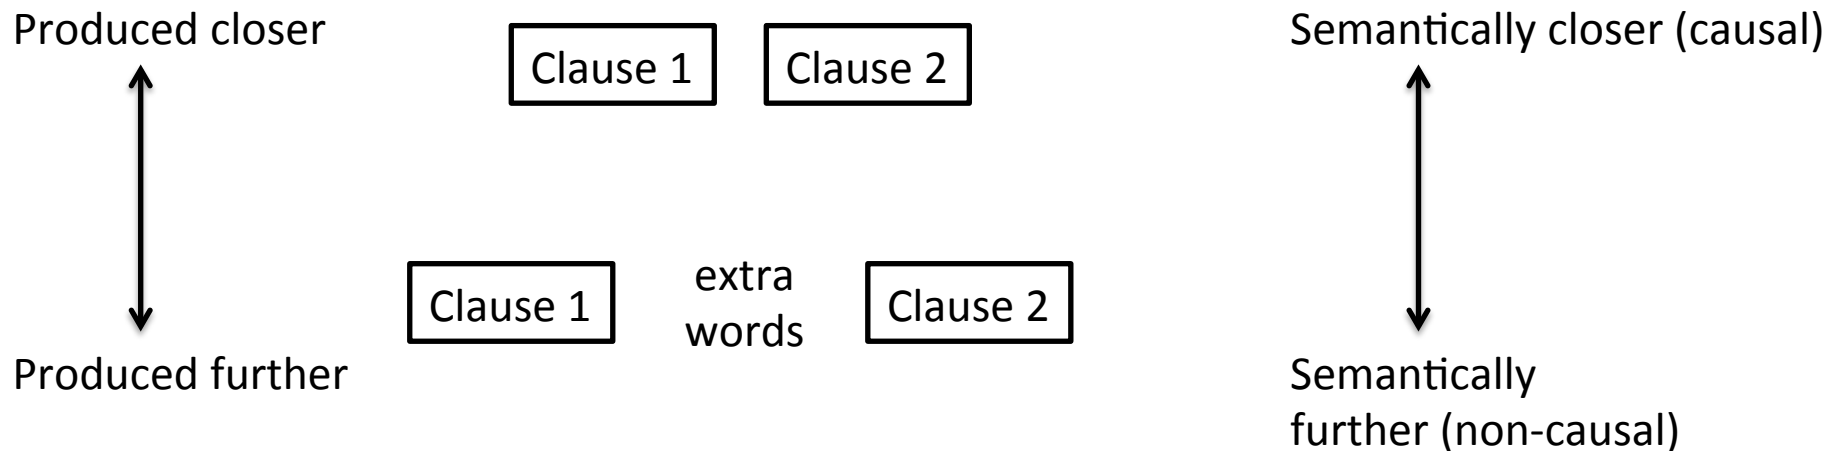 Produced closer
Clause 1
Clause 2
Semantically closer (causal)
Clause 1
extra
words
Clause 2
Produced further
Semantically
further (non-causal)